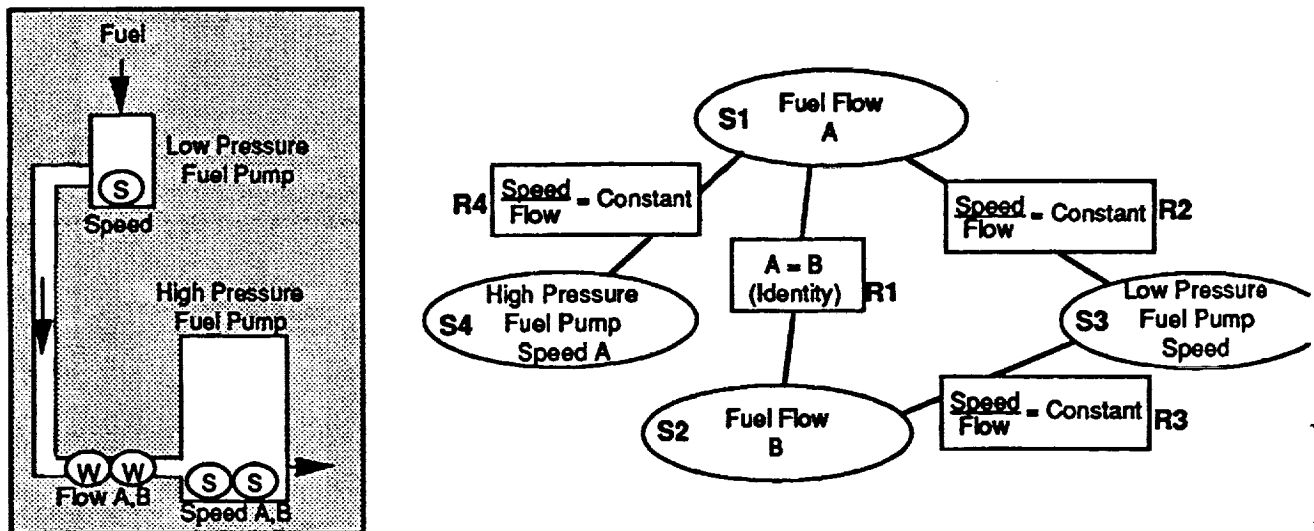 Fuel
Low Pressure
Fuel Pump
S
Speed
High Pressure
Fuel Pump
W W
Flow A,B
S S
Speed A,B
S1 Fuel Flow
A
R4 Speed
Flow = Constant
Speed
Flow = Constant R2
A = B
(Identity) R1
S4 High Pressure
Fuel Pump
Speed A
S3 Low Pressure
Fuel Pump
Speed
S2 Fuel Flow
B
Speed
Flow = Constant R3